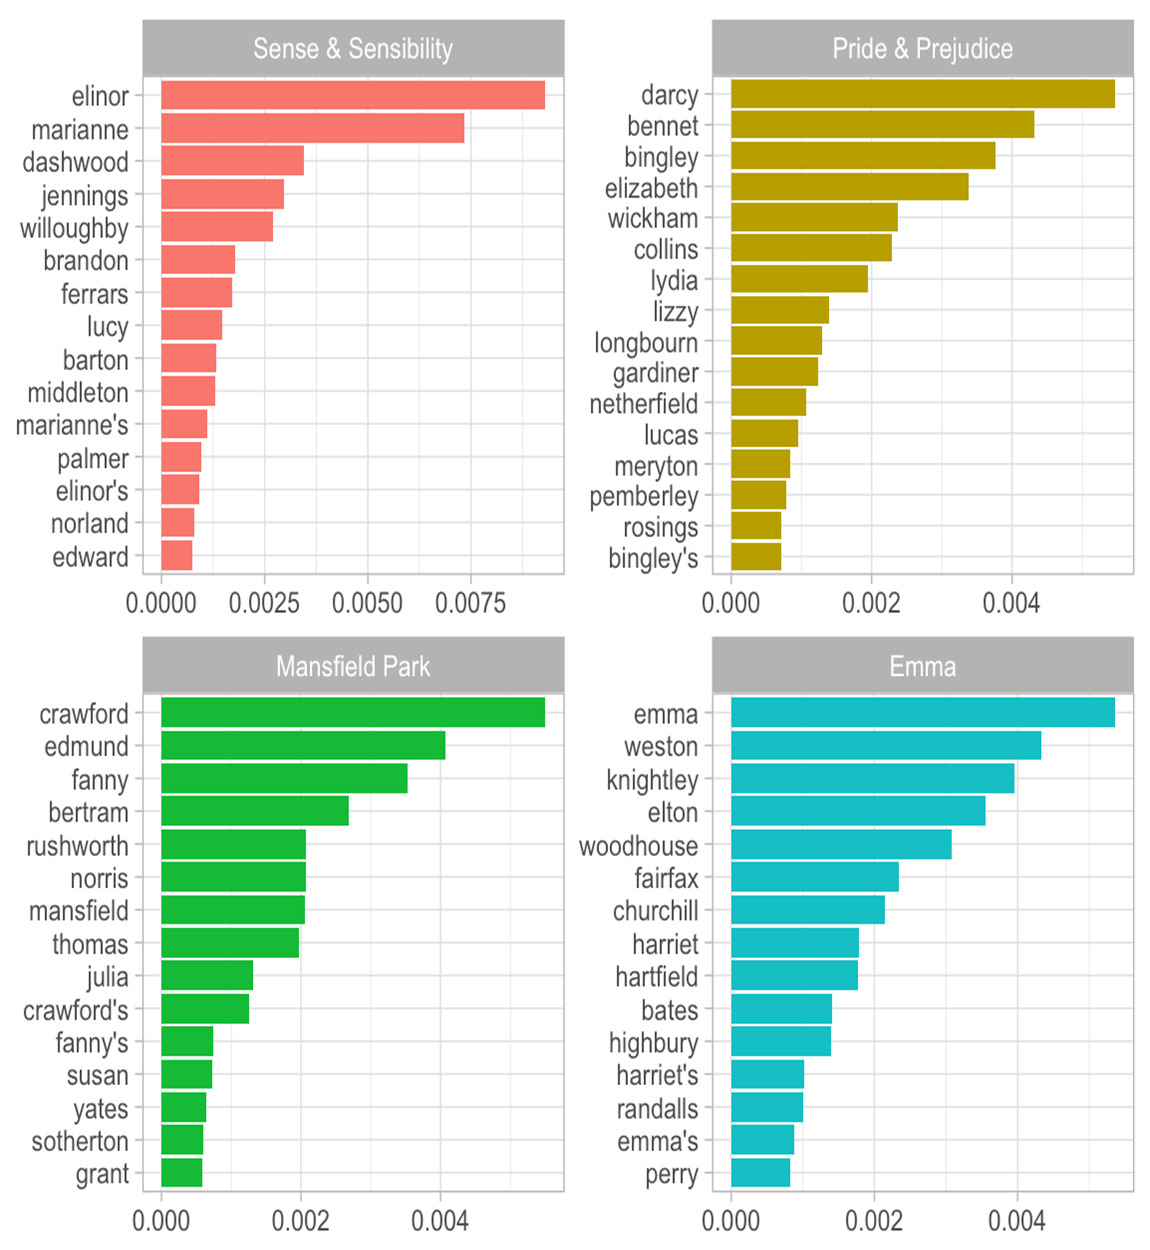 Sense & Sensibility
elinor
marianne
dashwood
jennings
willoughby
brandon
ferrars
lucy
barton
middleton
marianne's
palmer
elinor's
norland
edward
0.0000 0.0025 0.0050 0.0075
Pride & Prejudice
darcy
bennet
bingley
elizabeth
wickham
collins
lydia
lizzy
longbourn
gardiner
netherfield
lucas
meryton
pemberley
rosings
bingley's
0.000 0.002 0.004
Mansfield Park
crawford
edmund
fanny
bertram
rushworth
norris
mansfield
thomas
julia
crawford's
fanny's
susan
yates
sotherton
grant
0.000 0.002 0.004
Emma
emma
weston
knightley
elton
woodhouse
fairfax
churchill
harriet
hartfield
bates
highbury
harriet's
randalls
emma's
perry
0.000 0.002 0.004